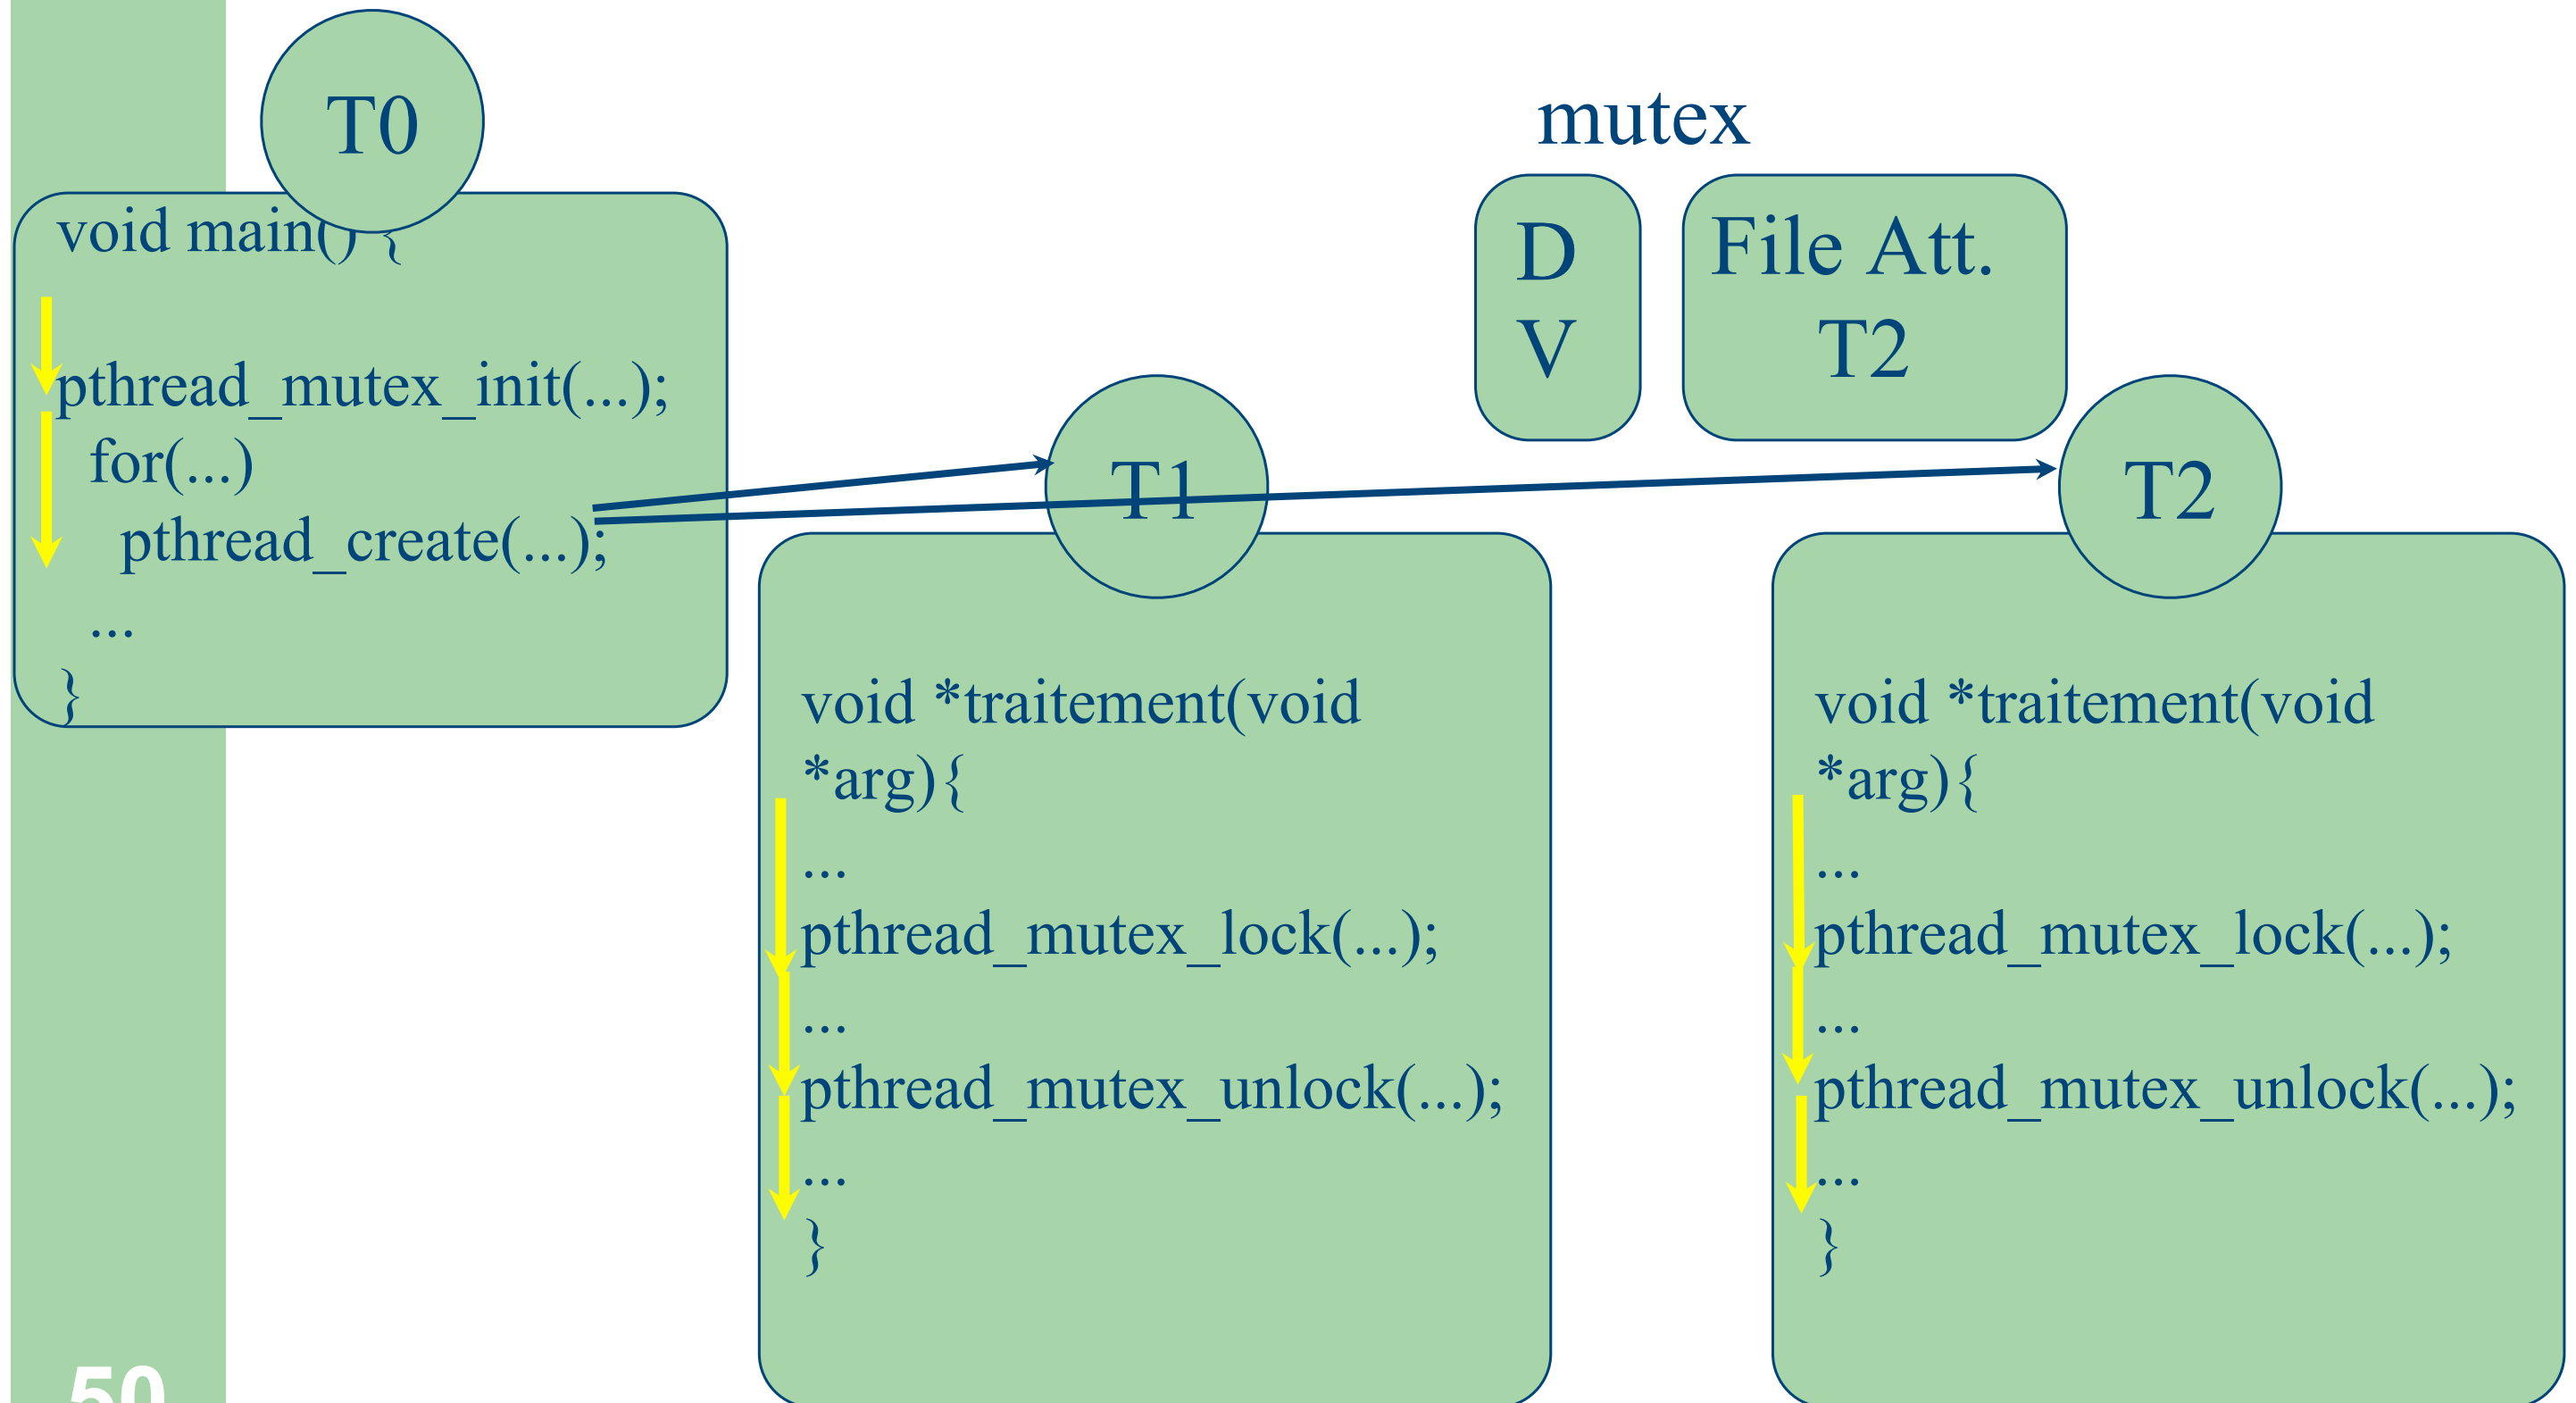 T0
void main() {
pthread_mutex_init(...);
for(...)
pthread_create(...);
...
}
mutex
D
V
File Att.
T2
T1
void *traitement(void
*arg){
...
pthread_mutex_lock(...);
...
pthread_mutex_unlock(...);
...
}
T2
void *traitement(void
*arg){
...
pthread_mutex_lock(...);
...
pthread_mutex_unlock(...);
...
}
50